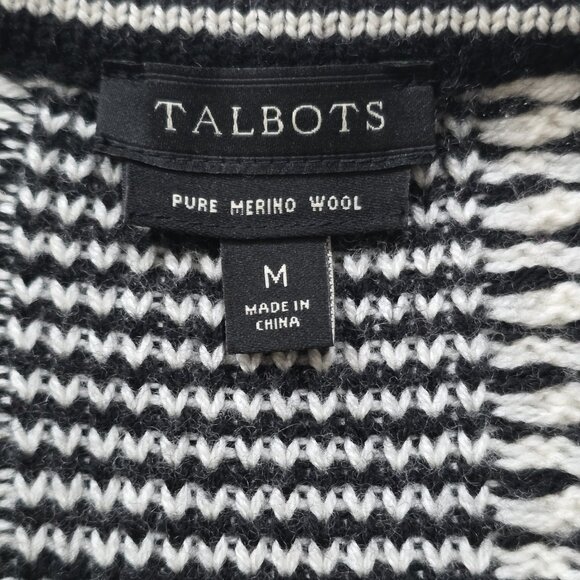 TALBOTS
PURE MERINO WOOL
M
MADE IN
CHINA